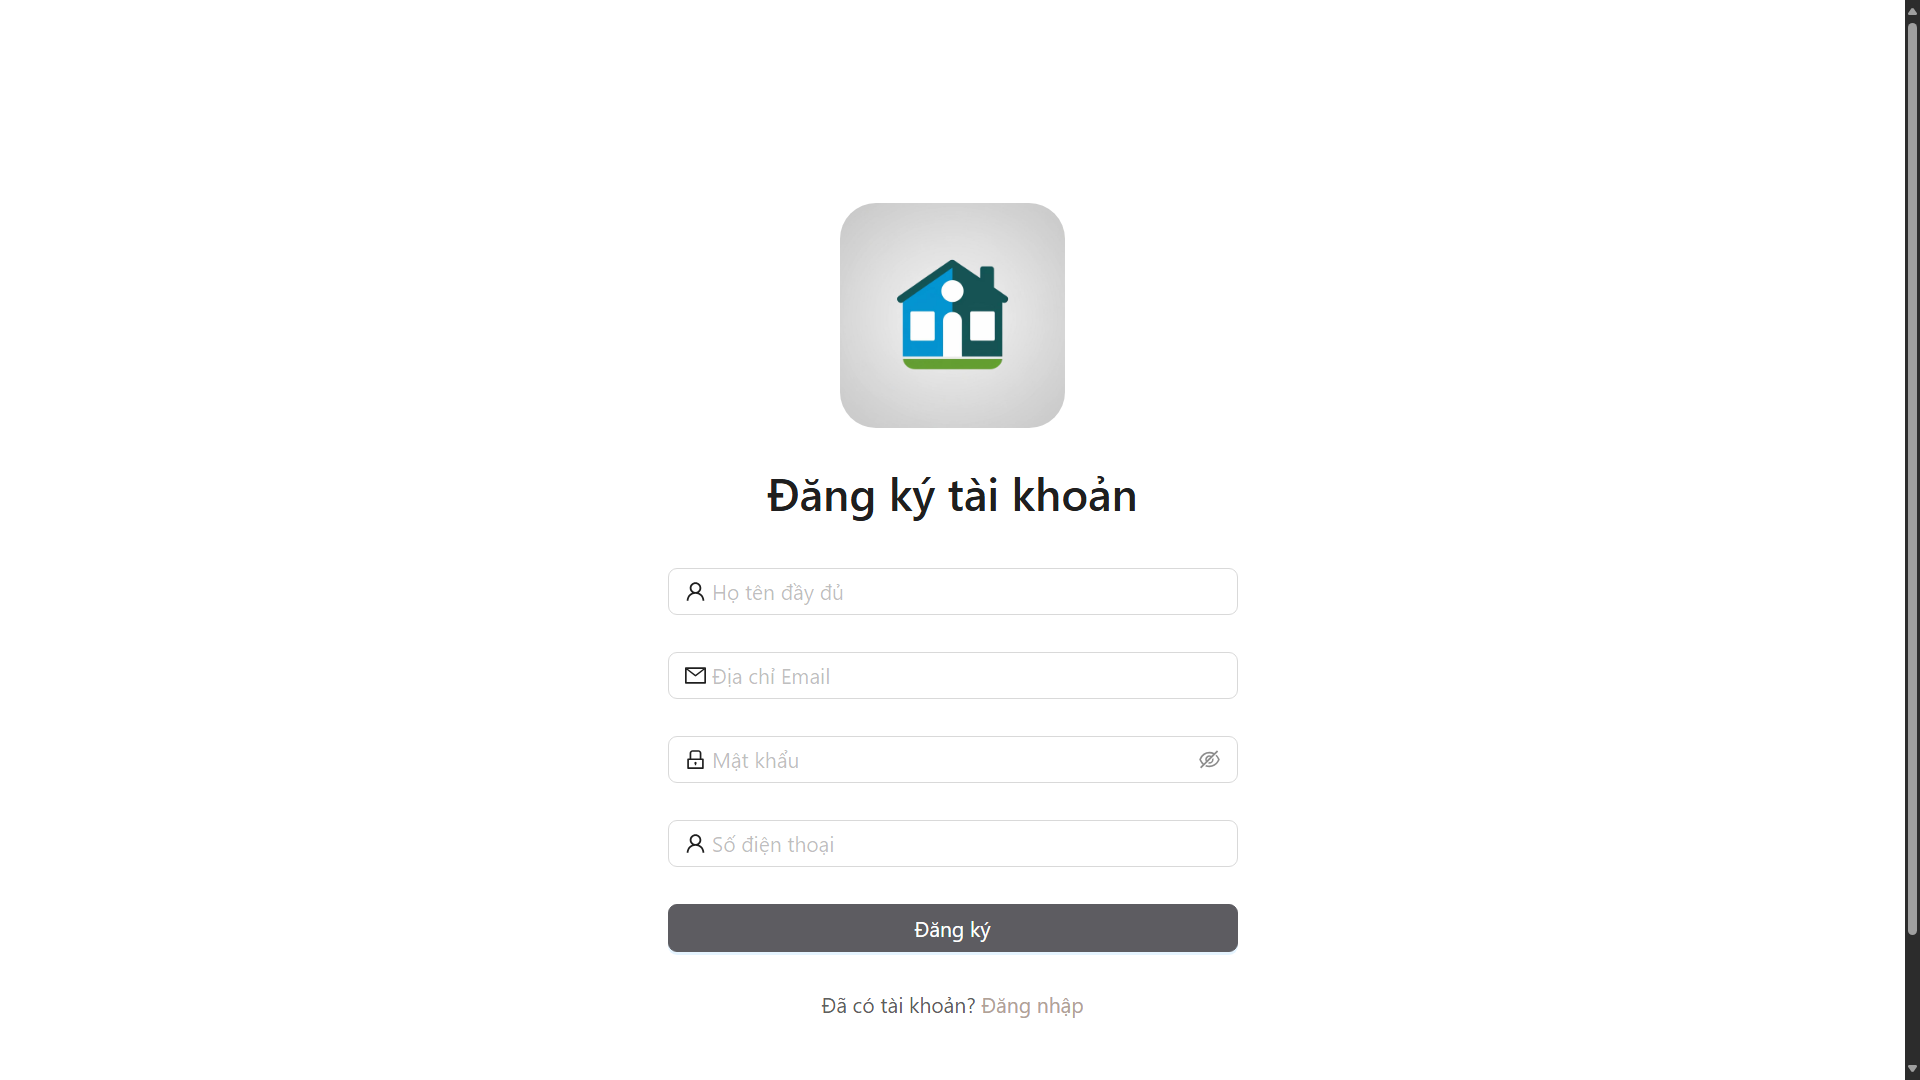 Đăng ký tài khoản
Họ tên đầy đủ
Địa chỉ Email
Mật khẩu
Số điện thoại
Đăng ký
Đã có tài khoản? Đăng nhập